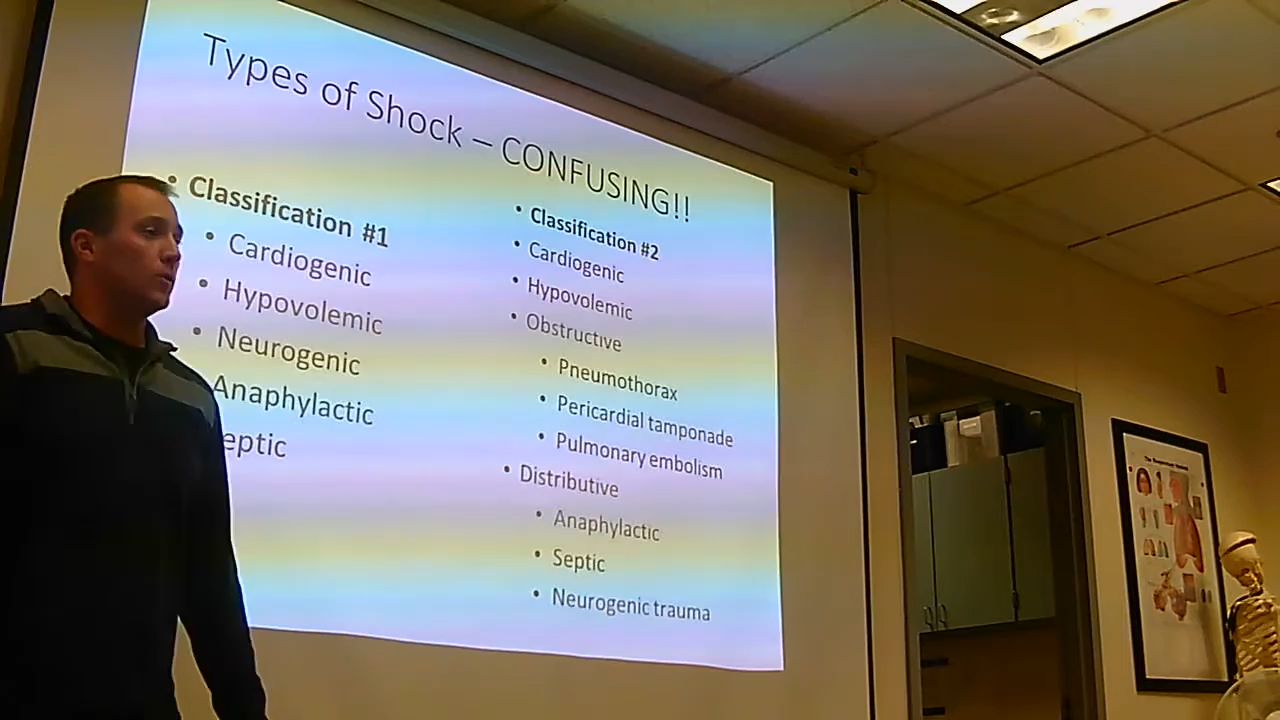 Types of Shock – CONFUSING!!
• Classification #1
• Cardiogenic
• Hypovolemic
• Neurogenic
Anaphylactic
eptic
• Classification #2
• Cardiogenic
• Hypovolemic
• Obstructive
• Pneumothorax
• Pericardial tamponade
• Pulmonary embolism
• Distributive
• Anaphylactic
• Septic
• Neurogenic trauma